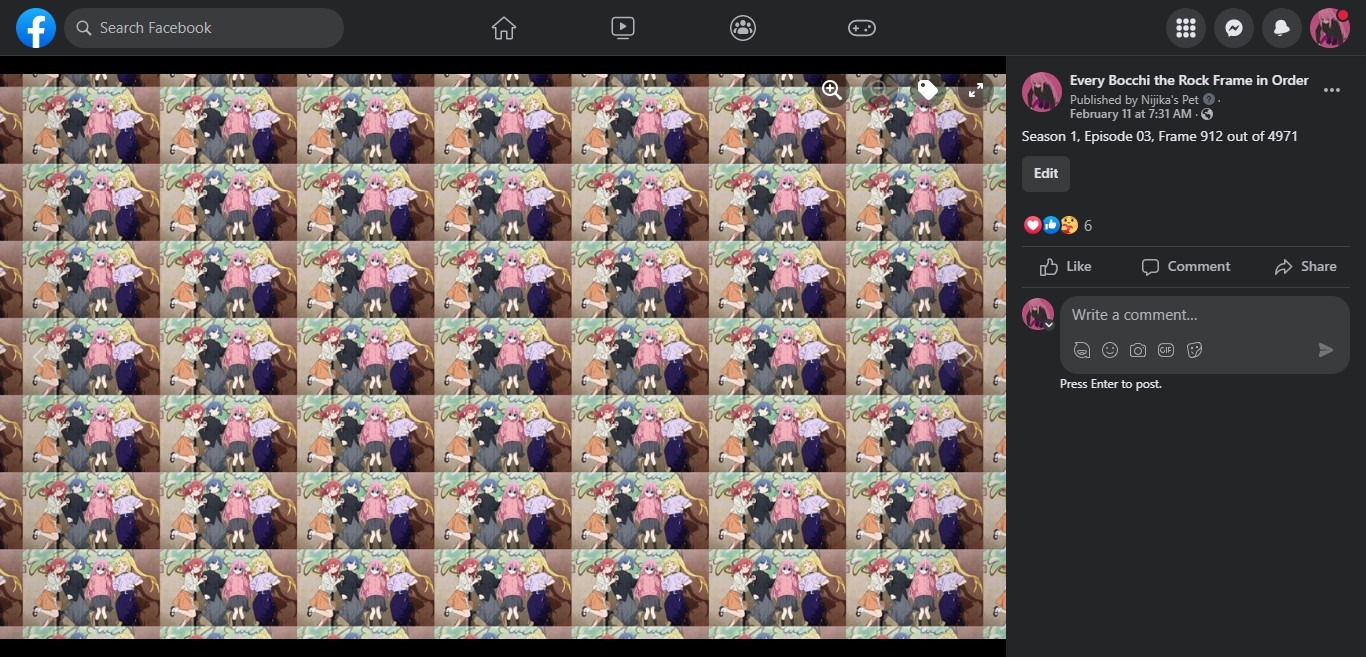 Search Facebook
Every Bocchi the Rock Frame in Order
Published by Nijika's Pet ·
February 11 at 7:31 AM ·
Season 1, Episode 03, Frame 912 out of 4971
Edit
6
Like
Comment
Share
Write a comment...
GIF
Press Enter to post.